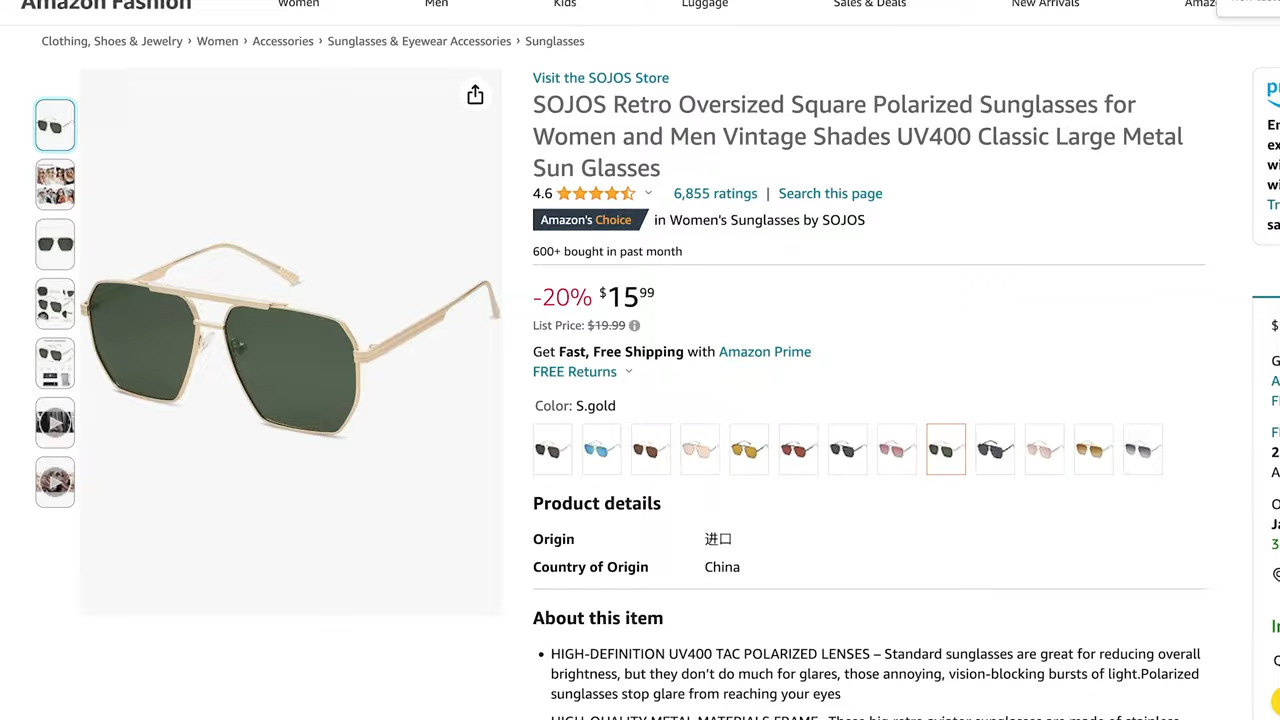 Amazon Fashion
Women
Men
Kids
Luggage
Sales & Deals
New Arrivals
Clothing, Shoes & Jewelry › Women › Accessories › Sunglasses & Eyewear Accessories › Sunglasses
Visit the SOJOS Store
SOJOS Retro Oversized Square Polarized Sunglasses for
Women and Men Vintage Shades UV400 Classic Large Metal
Sun Glasses
4.6
6,855 ratings | Search this page
Amazon's Choice in Women's Sunglasses by SOJOS
600+ bought in past month
-20% $15 99
List Price: $19.99
Get Fast, Free Shipping with Amazon Prime
FREE Returns
Color: S.gold
Product details
Origin 进口
Country of Origin China
About this item
• HIGH-DEFINITION UV400 TAC POLARIZED LENSES – Standard sunglasses are great for reducing overall
brightness, but they don’t do much for glares, those annoying, vision-blocking bursts of light.Polarized
sunglasses stop glare from reaching your eyes